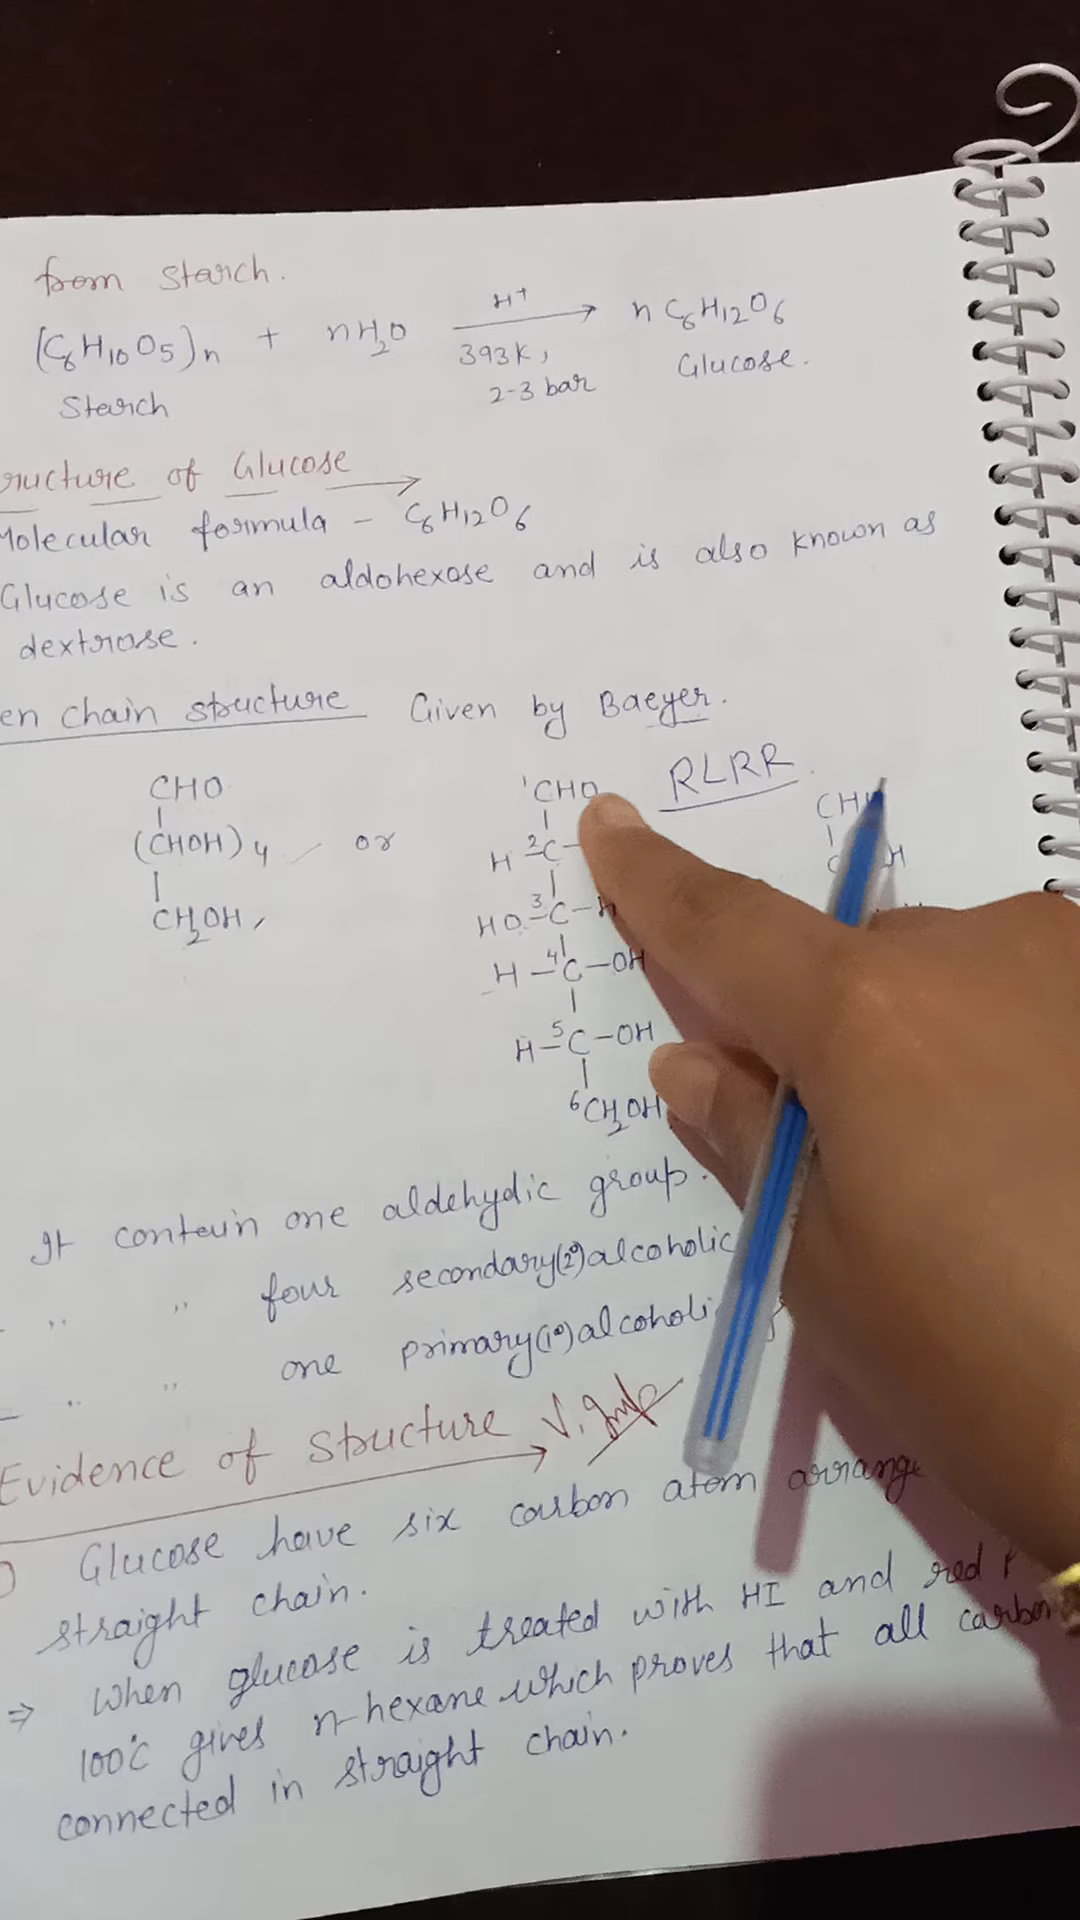 from starch.
(C6H10O5)n + nH2O H+ → n C6H12O6
393K,
2-3 bar
Starch Glucose.
ructure of Glucose →
Molecular formula - C6H12O6
Glucose is an aldohexose and is also known as
dextrose.
en chain structure Given by Baeyer.
CHO
(CHOH)4 or
CH2OH,
RLRR
1CHO
H - 2C -
HO - 3C - H
H - 4C - OH
H - 5C - OH
6CH2OH
CH
H
It contain one aldehydic group.
" " four secondary(2°)alcoholic
" " one primary(1°)alcoholic
Evidence of Structure → V. Imp
Glucose have six carbon atom arrange
straight chain.
⇒ when glucose is treated with HI and red P
100°C gives n-hexane which proves that all carbon
connected in straight chain.